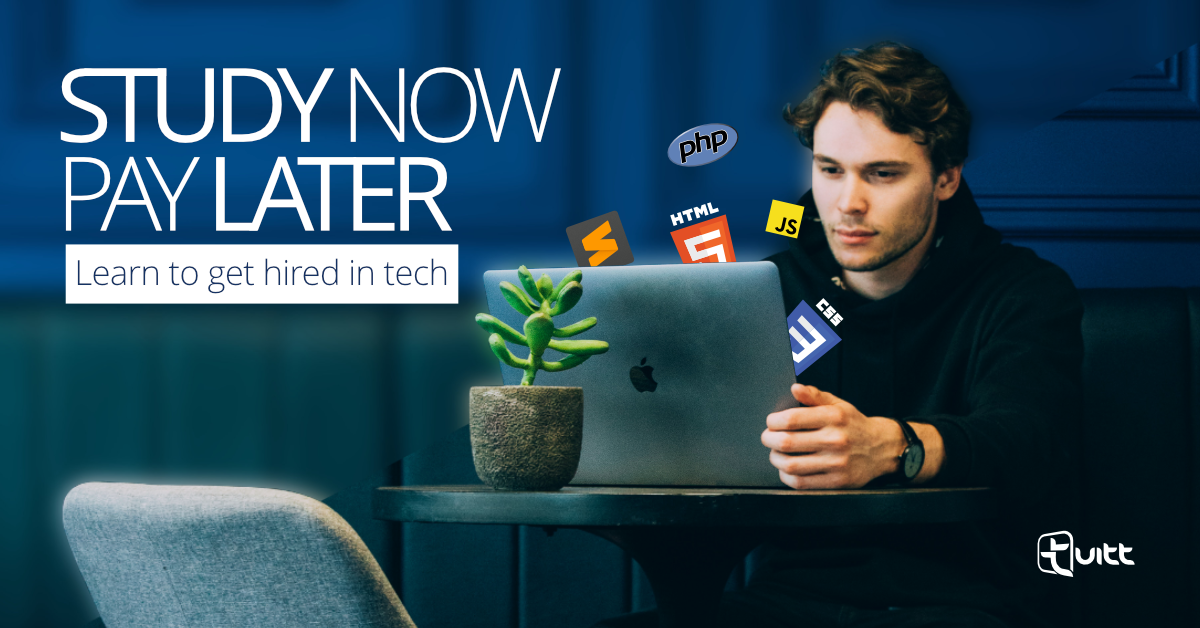 STUDY NOW
PAY LATER
Learn to get hired in tech
php
HTML
5
JS
CSS
3
tuitt